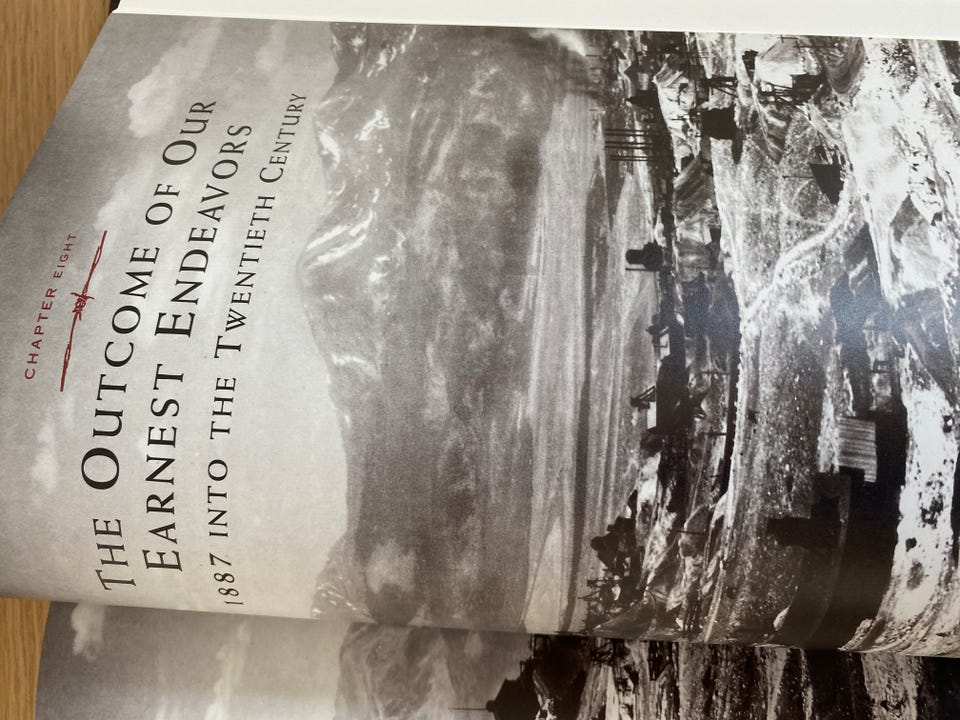 CHAPTER EIGHT
THE OUTCOME OF OUR
EARNEST ENDEAVORS
1887 INTO THE TWENTIETH CENTURY